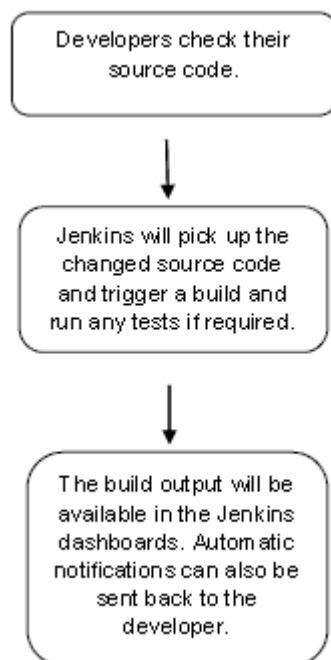 Developers check their
source code.
Jenkins will pick up the
changed source code
and trigger a build and
run any tests if required.
The build output will be
available in the Jenkins
dashboards. Automatic
notifications can also be
sent back to the
developer.